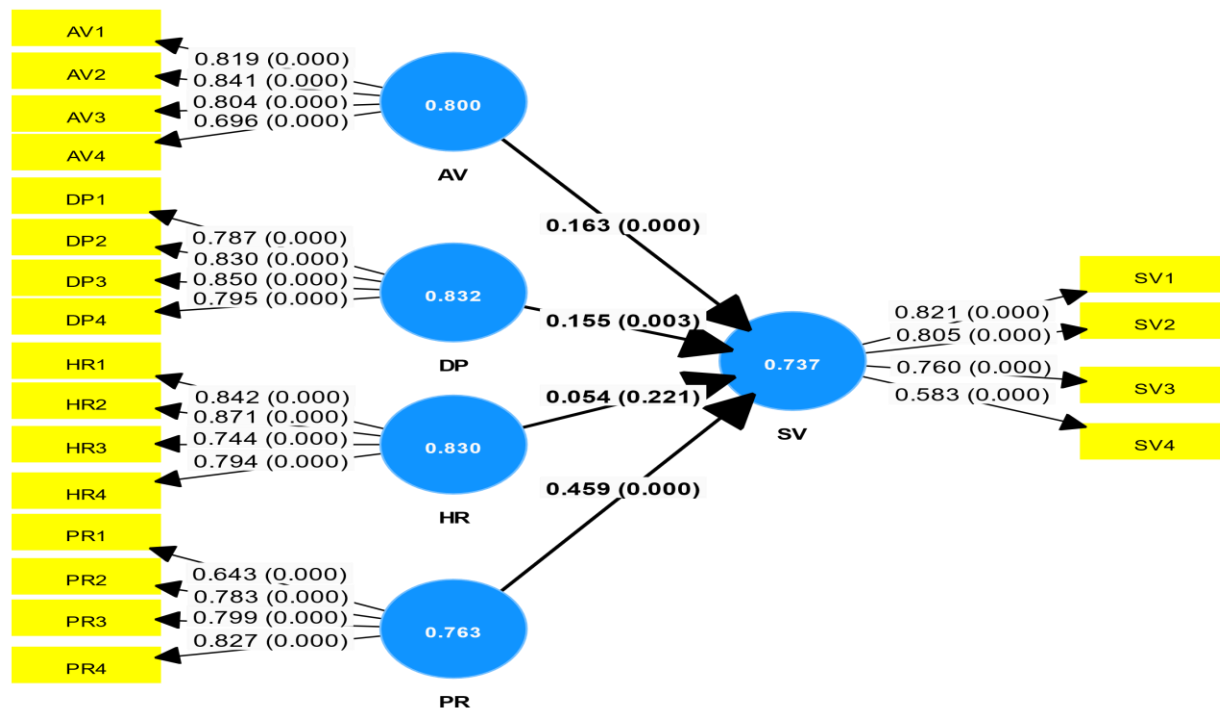 AV1
AV2
AV3
AV4
0.819 (0.000)
0.841 (0.000)
0.804 (0.000)
0.696 (0.000)
0.800
AV
DP1
DP2
DP3
DP4
0.787 (0.000)
0.830 (0.000)
0.850 (0.000)
0.795 (0.000)
0.832
DP
HR1
HR2
HR3
HR4
0.842 (0.000)
0.871 (0.000)
0.744 (0.000)
0.794 (0.000)
0.830
HR
PR1
PR2
PR3
PR4
0.643 (0.000)
0.783 (0.000)
0.799 (0.000)
0.827 (0.000)
0.763
PR
0.163 (0.000)
0.155 (0.003)
0.054 (0.221)
0.459 (0.000)
0.737
SV
0.821 (0.000)
0.805 (0.000)
0.760 (0.000)
0.583 (0.000)
SV1
SV2
SV3
SV4